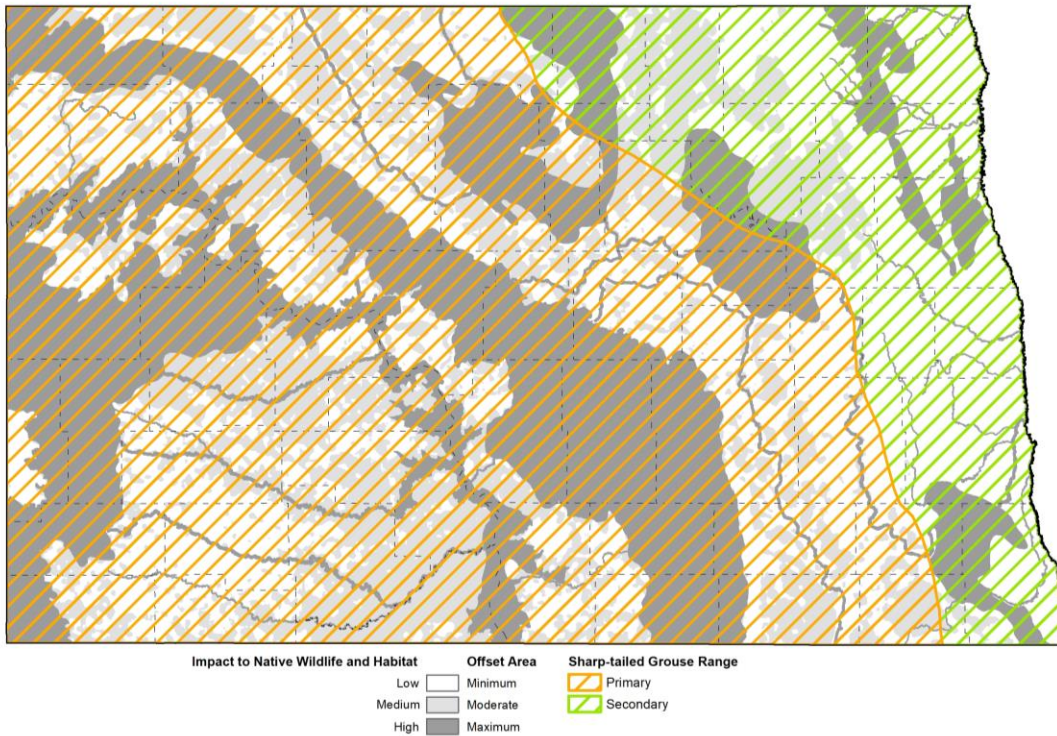 Impact to Native Wildlife and Habitat Offset Area Sharp-tailed Grouse Range
Low Minimum Primary
Medium Moderate Secondary
High Maximum